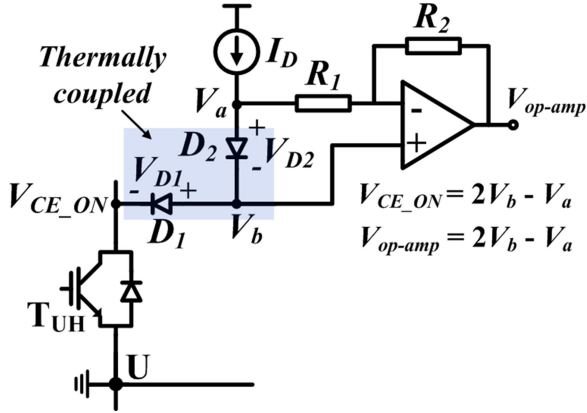 I_D
R_2
Thermally
coupled
R_1
V_a
V_op-amp
-
+
D_2
+
-
V_D2
V_D1
-
+
V_CE_ON
D_1
V_b
V_CE_ON = 2V_b - V_a
V_op-amp = 2V_b - V_a
T_UH
U